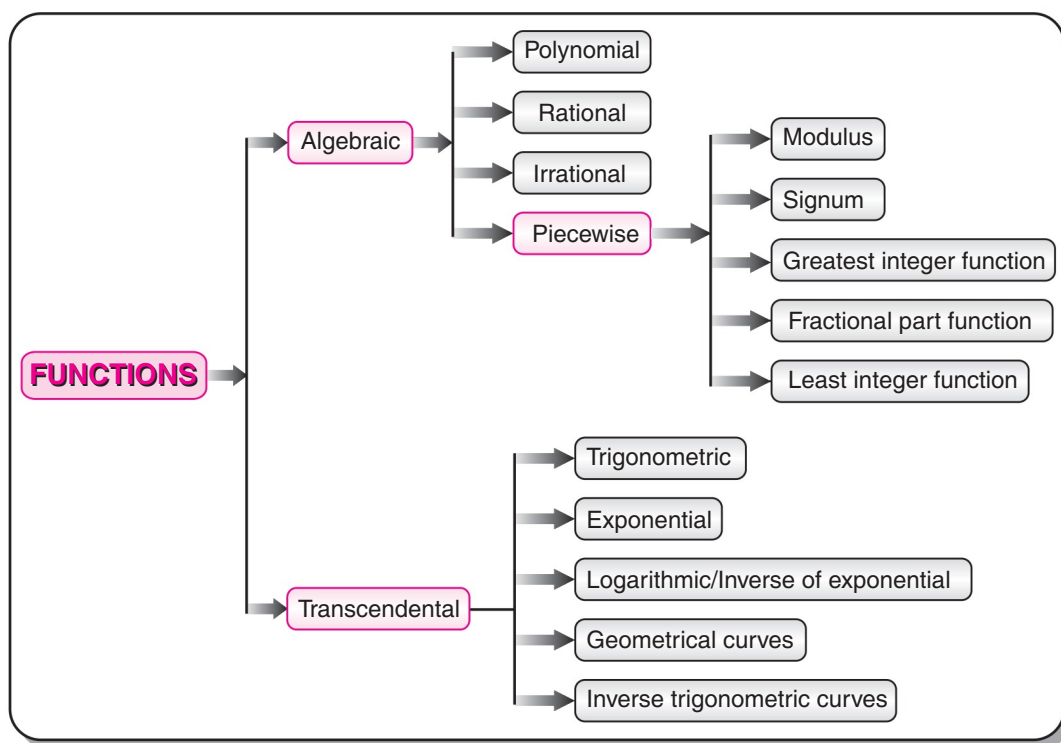 FUNCTIONS
Algebraic
Polynomial
Rational
Irrational
Piecewise
Modulus
Signum
Greatest integer function
Fractional part function
Least integer function
Transcendental
Trigonometric
Exponential
Logarithmic/Inverse of exponential
Geometrical curves
Inverse trigonometric curves